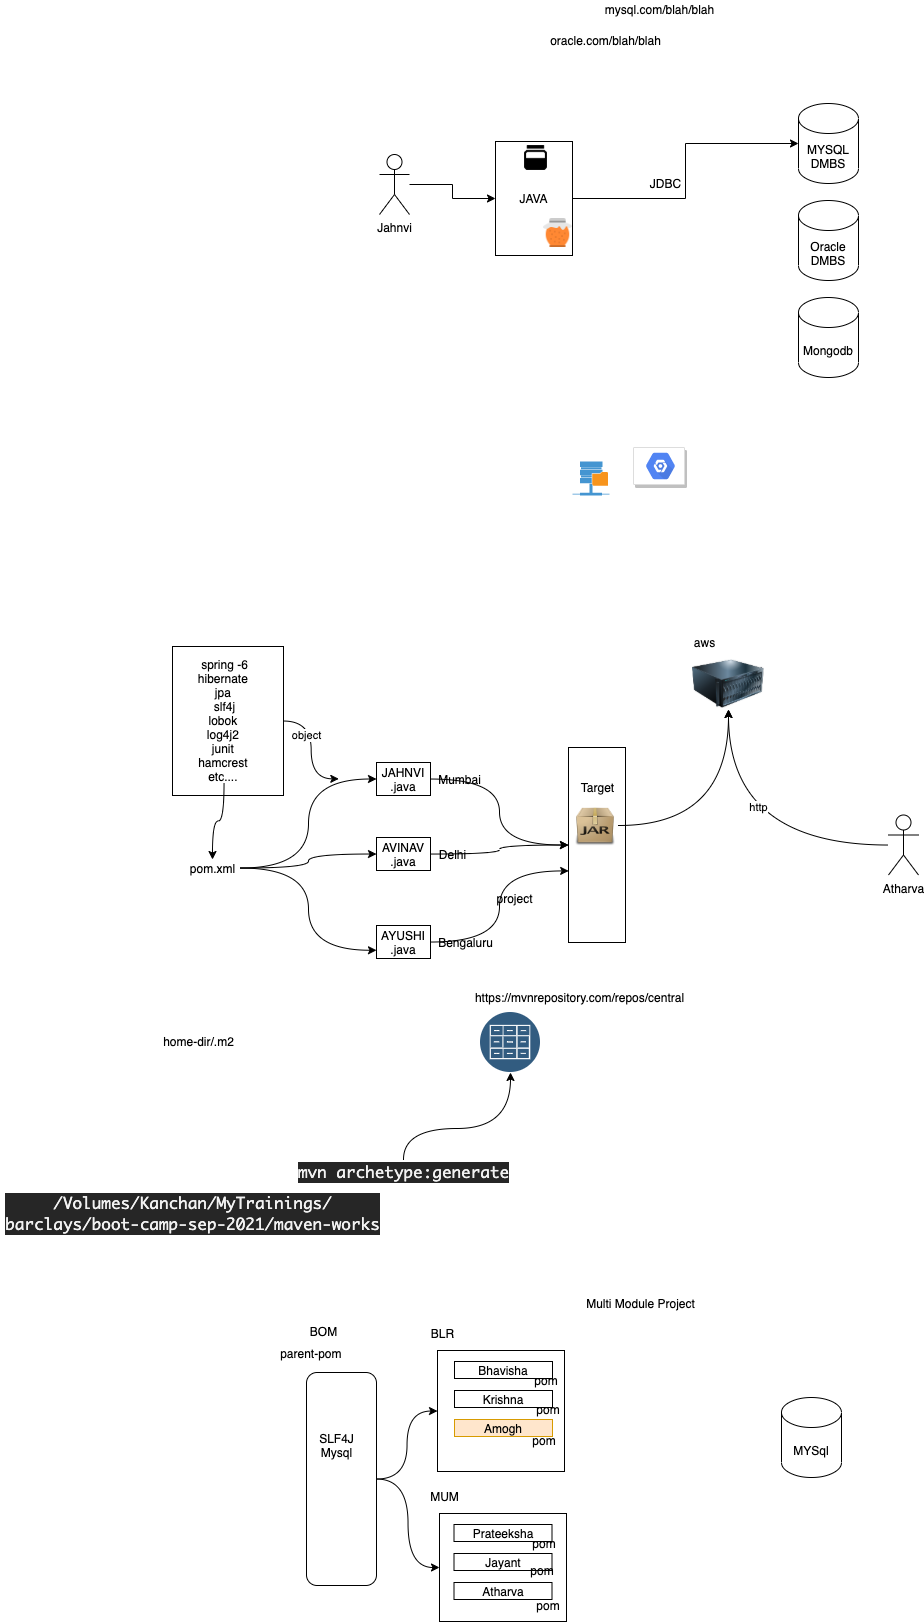 mysql.com/blah/blah
oracle.com/blah/blah
MYSQL
DMBS
JDBC
JAVA
Jahnvi
Oracle
DMBS
Mongodb
aws
spring -6
hibernate
jpa
slf4j
lobok
log4j2
junit
hamcrest
etc....
object
JAHNVI
.java
Mumbai
Target
JAR
http
AVINAV
.java
Delhi
pom.xml
Atharva
project
AYUSHI
.java
Bengaluru
https://mvnrepository.com/repos/central
home-dir/.m2
mvn archetype:generate
/Volumes/Kanchan/MyTrainings/
barclays/boot-camp-sep-2021/maven-works
Multi Module Project
BOM
BLR
parent-pom
Bhavisha
pom
Krishna
pom
Amogh
pom
SLF4J
Mysql
MYSql
MUM
Prateeksha
pom
Jayant
pom
Atharva
pom